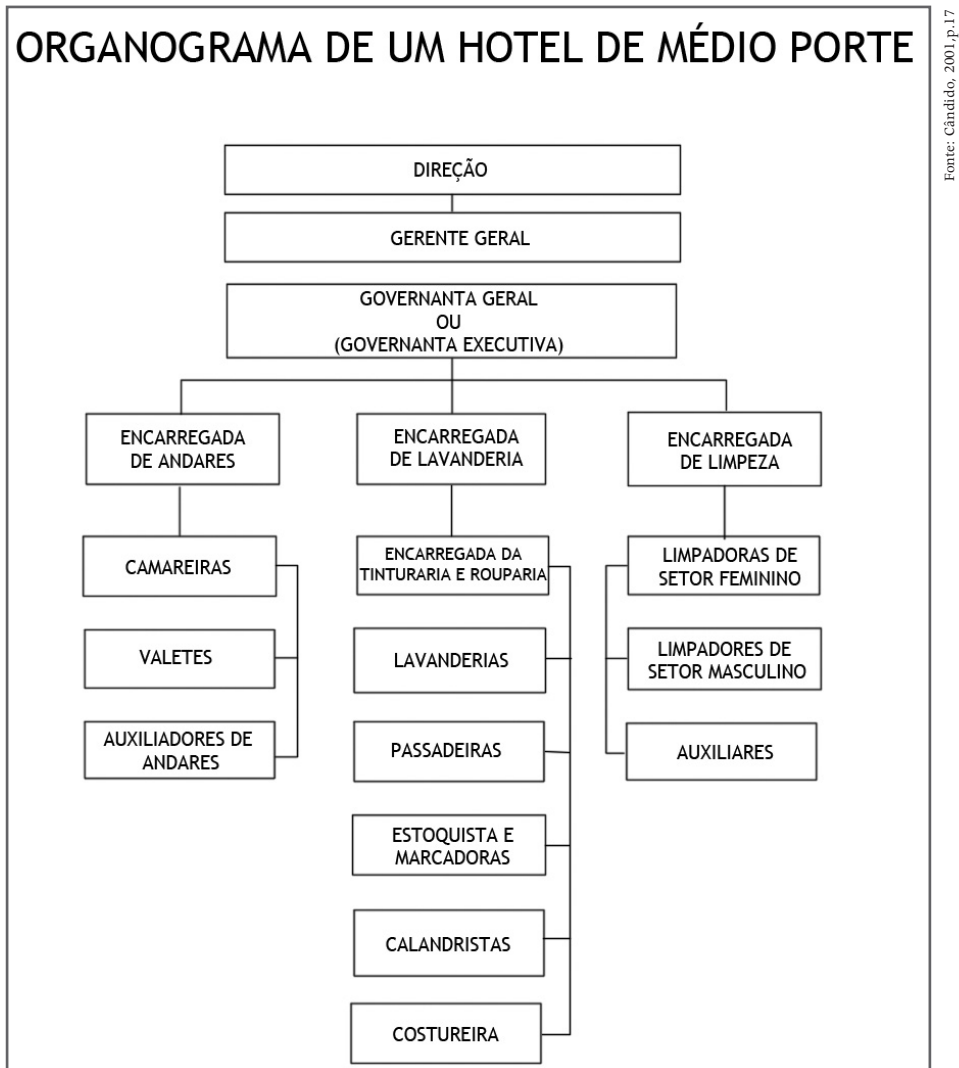 ORGANOGRAMA DE UM HOTEL DE MÉDIO PORTE
Fonte: Cândido, 2001,p.17
DIREÇÃO
GERENTE GERAL
GOVERNANTA GERAL
OU
(GOVERNANTA EXECUTIVA)
ENCARREGADA
DE ANDARES
CAMAREIRAS
VALETES
AUXILIADORES DE
ANDARES
ENCARREGADA
DE LAVANDERIA
ENCARREGADA DA
TINTURARIA E ROUPARIA
LAVANDERIAS
PASSADEIRAS
ESTOQUISTA E
MARCADORAS
CALANDRISTAS
COSTUREIRA
ENCARREGADA
DE LIMPEZA
LIMPADORAS DE
SETOR FEMININO
LIMPADORES DE
SETOR MASCULINO
AUXILIARES